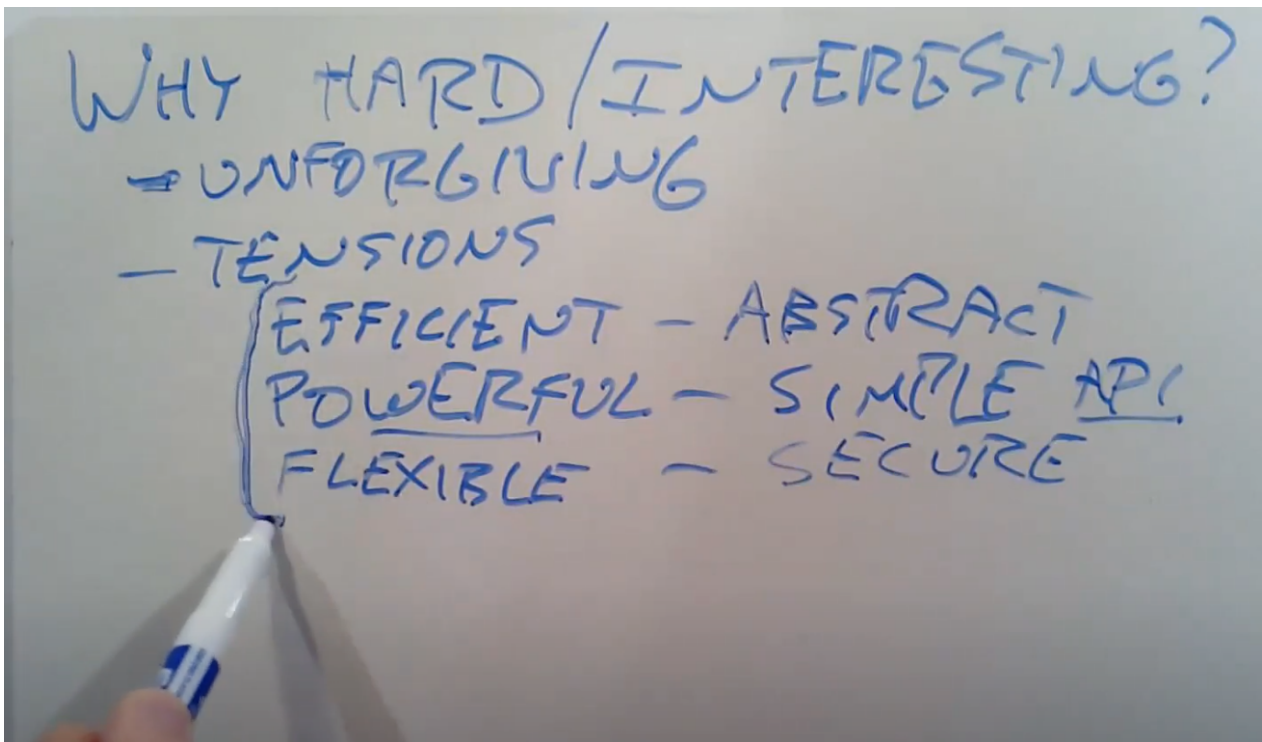 WHY HARD/INTERESTING?
- UNFORGIVING
- TENSIONS
EFFICIENT - ABSTRACT
POWERFUL - SIMPLE API
FLEXIBLE - SECURE